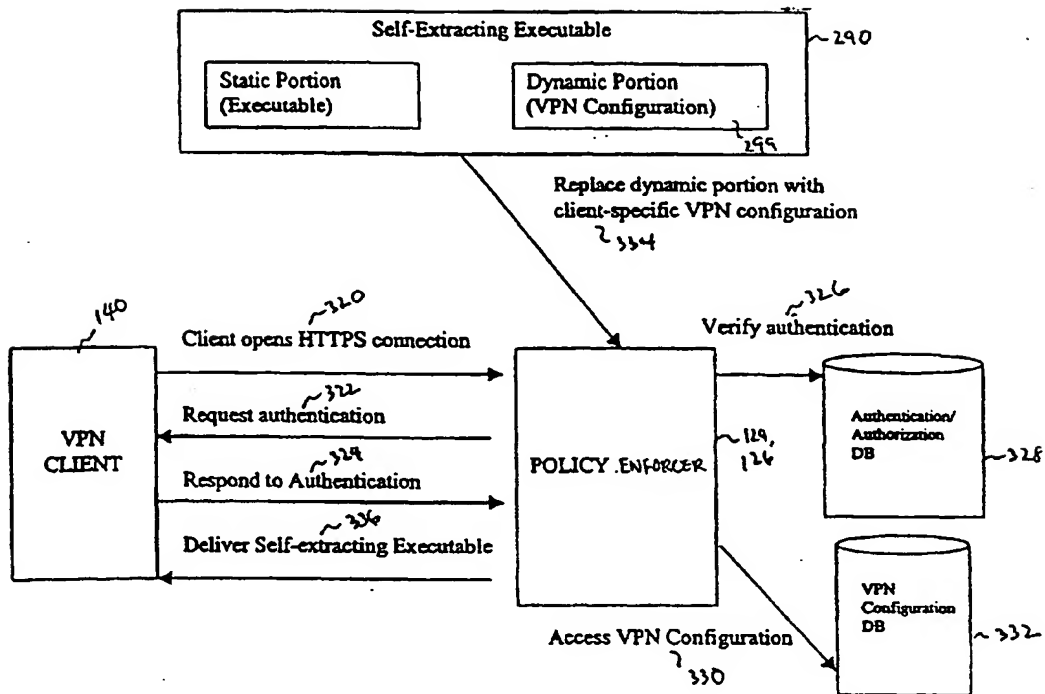 Self-Extracting Executable
290
Static Portion
(Executable)
Dynamic Portion
(VPN Configuration)
294
Replace dynamic portion with
client-specific VPN configuration
334
140
320
Client opens HTTPS connection
326
Verify authentication
322
Request authentication
VPN
CLIENT
324
Respond to Authentication
POLICY ENFORCER
124,
126
Authentication/
Authorization
DB
328
336
Deliver Self-extracting Executable
Access VPN Configuration
330
VPN
Configuration
DB
332